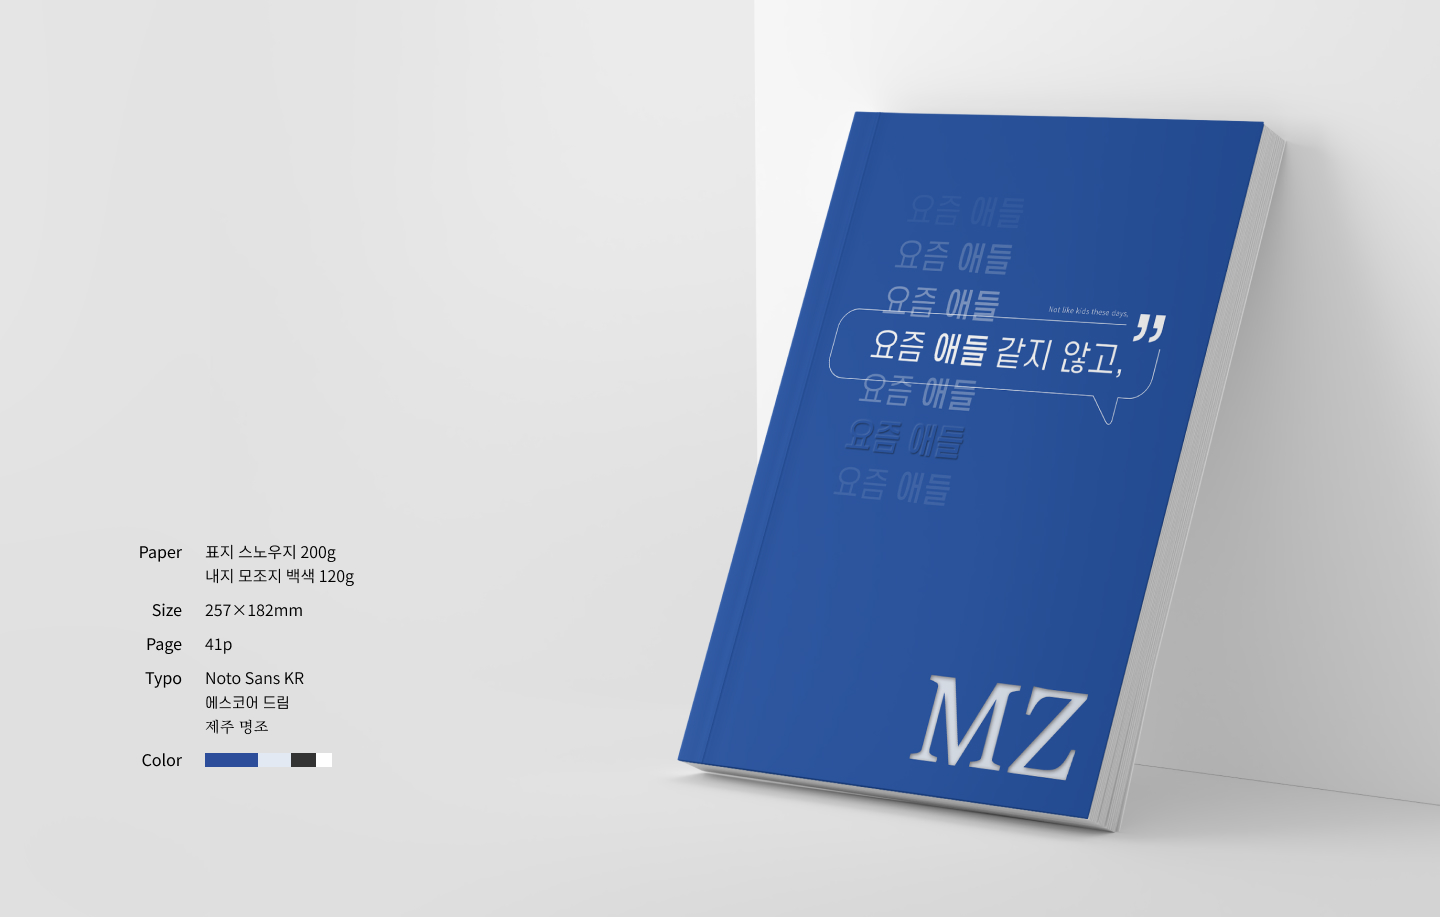 요즘 애들
요즘 애들
요즘 애들
Not like kids these days,
요즘 애들 같지 않고,
”
요즘 애들
요즘 애들
요즘 애들
MZ
Paper 표지 스노우지 200g
내지 모조지 백색 120g
Size 257×182mm
Page 41p
Typo Noto Sans KR
에스코어 드림
제주 명조
Color